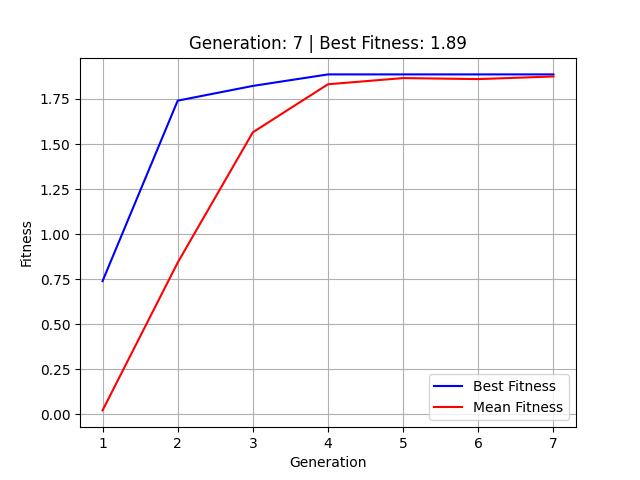 Generation: 7 | Best Fitness: 1.89
Fitness
1.75
1.50
1.25
1.00
0.75
0.50
0.25
0.00
Best Fitness
Mean Fitness
1 2 3 4 5 6 7
Generation